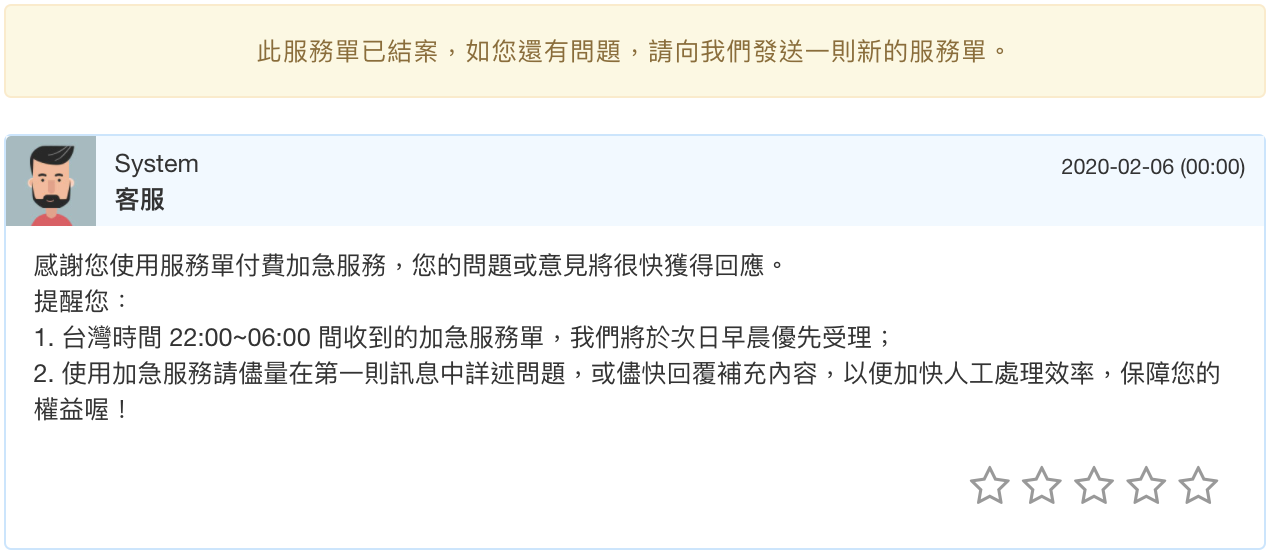 此服務單已結案，如您還有問題，請向我們發送一則新的服務單。
System
2020-02-06 (00:00)
客服
感謝您使用服務單付費加急服務，您的問題或意見將很快獲得回應。
提醒您：
1. 台灣時間 22:00~06:00 間收到的加急服務單，我們將於次日早晨優先受理；
2. 使用加急服務請儘量在第一則訊息中詳述問題，或儘快回覆補充內容，以便加快人工處理效率，保障您的
權益喔！